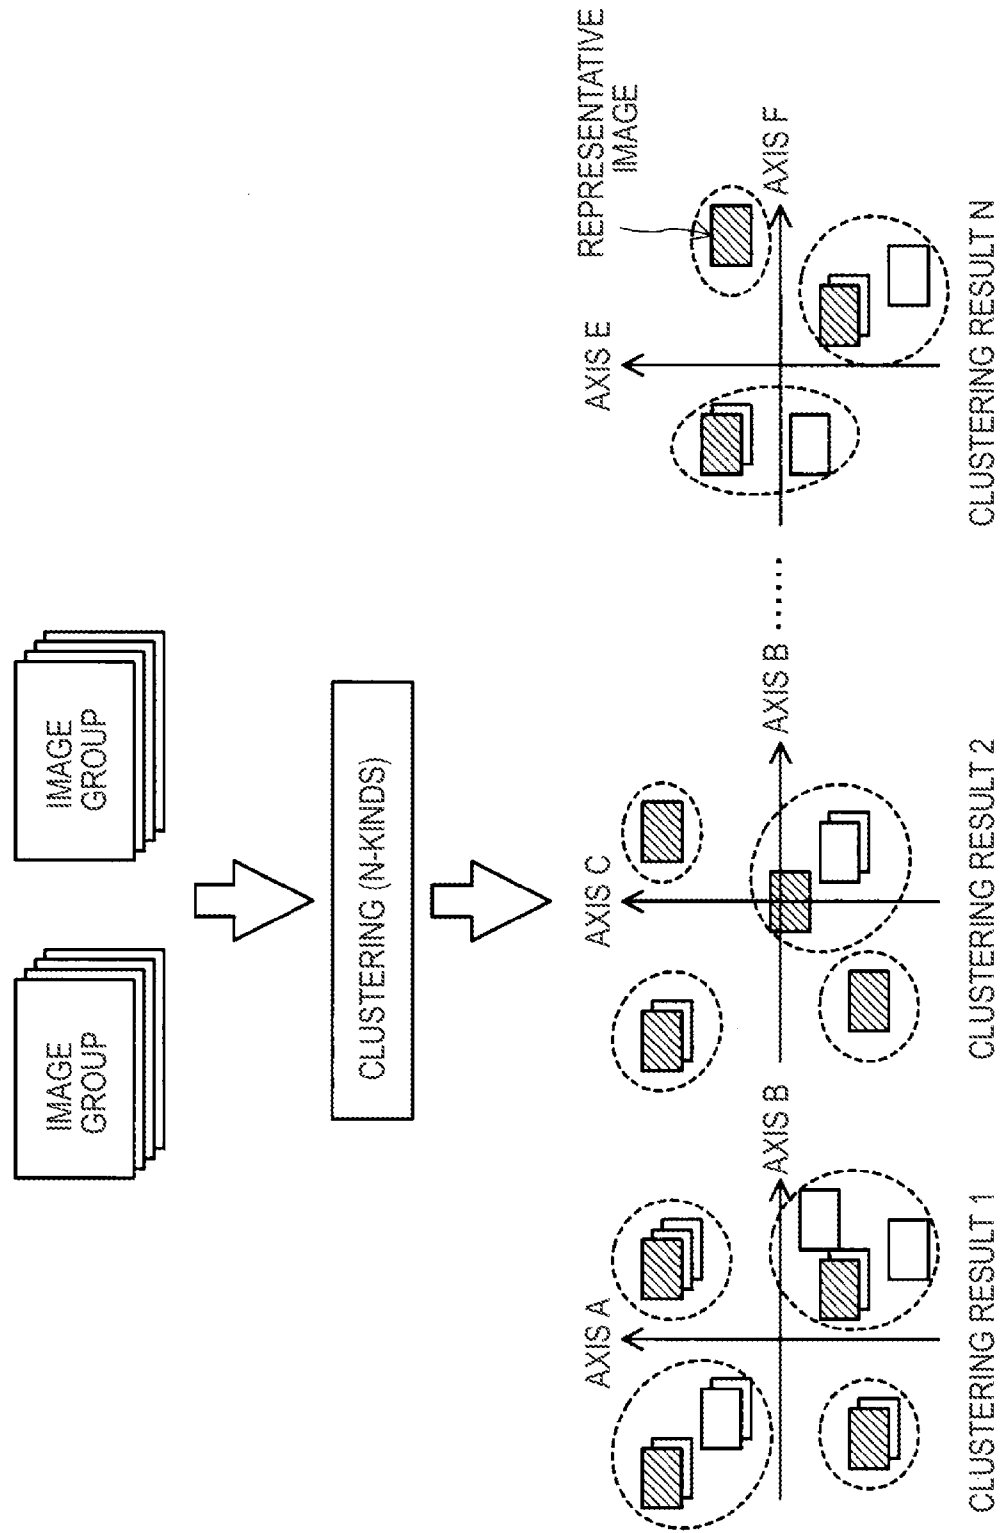 IMAGE
GROUP
IMAGE
GROUP
CLUSTERING (N-KINDS)
AXIS A
AXIS B
CLUSTERING RESULT 1
AXIS C
AXIS B
CLUSTERING RESULT 2
......
REPRESENTATIVE
IMAGE
AXIS E
AXIS F
CLUSTERING RESULT N